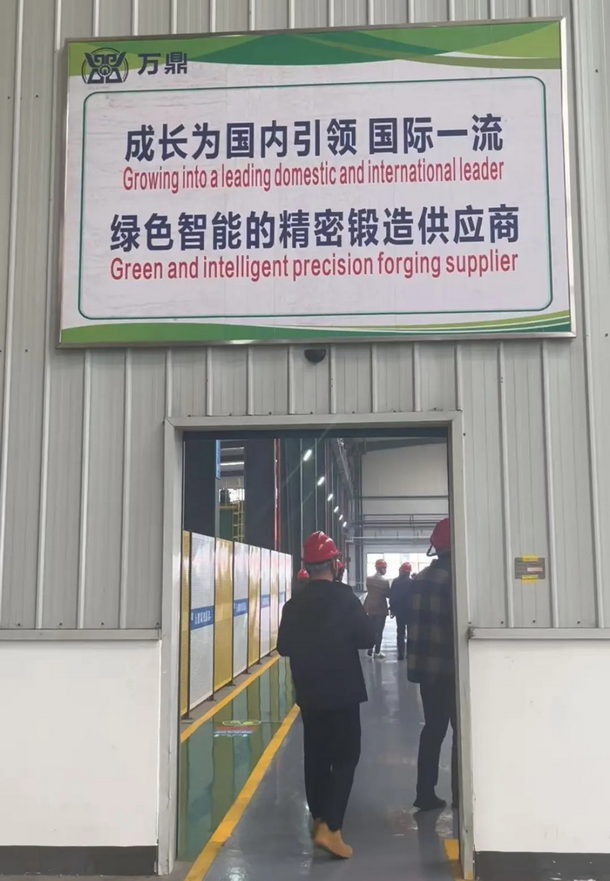 万鼎
成长为国内引领 国际一流
Growing into a leading domestic and international leader
绿色智能的精密锻造供应商
Green and intelligent precision forging supplier